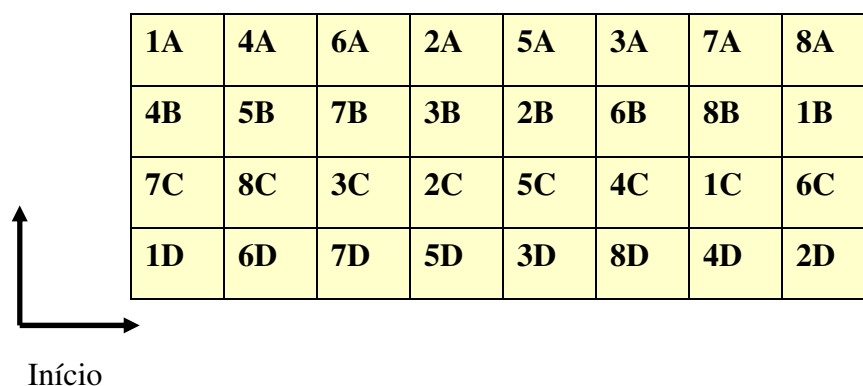 1A 4A 6A 2A 5A 3A 7A 8A
4B 5B 7B 3B 2B 6B 8B 1B
7C 8C 3C 2C 5C 4C 1C 6C
1D 6D 7D 5D 3D 8D 4D 2D
Início